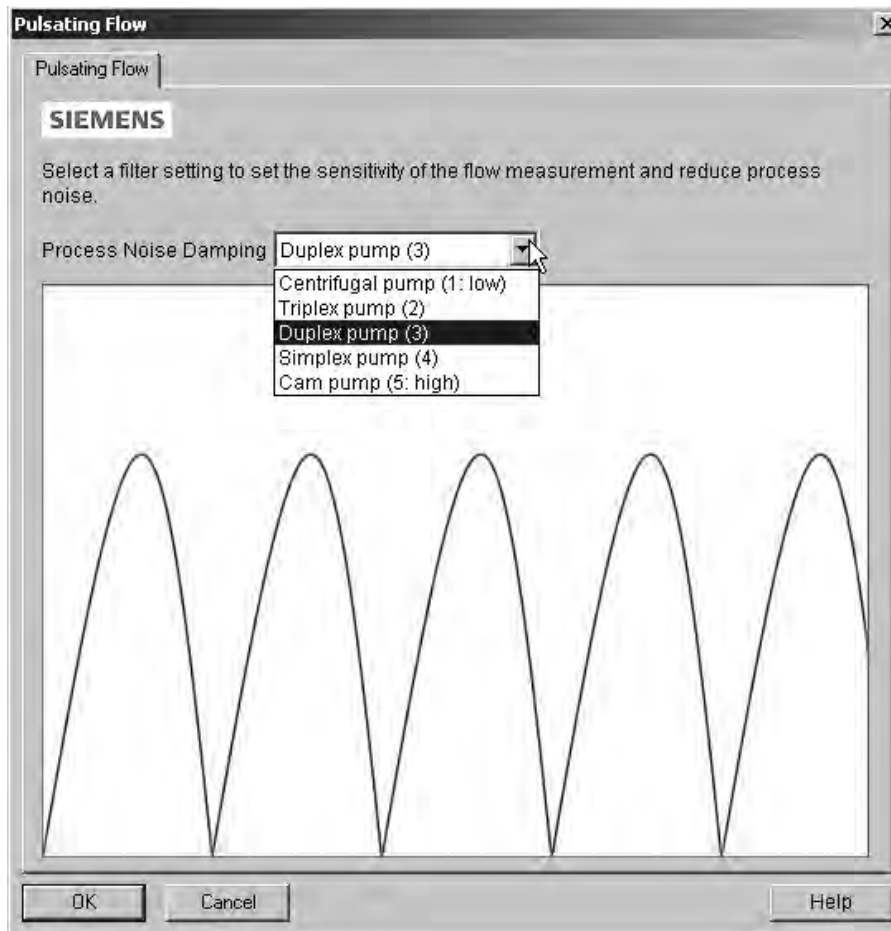 Pulsating Flow
Pulsating Flow
SIEMENS
Select a filter setting to set the sensitivity of the flow measurement and reduce process
noise.
Process Noise Damping Duplex pump (3)
Centrifugal pump (1: low)
Triplex pump (2)
Duplex pump (3)
Simplex pump (4)
Cam pump (5: high)
OK Cancel Help